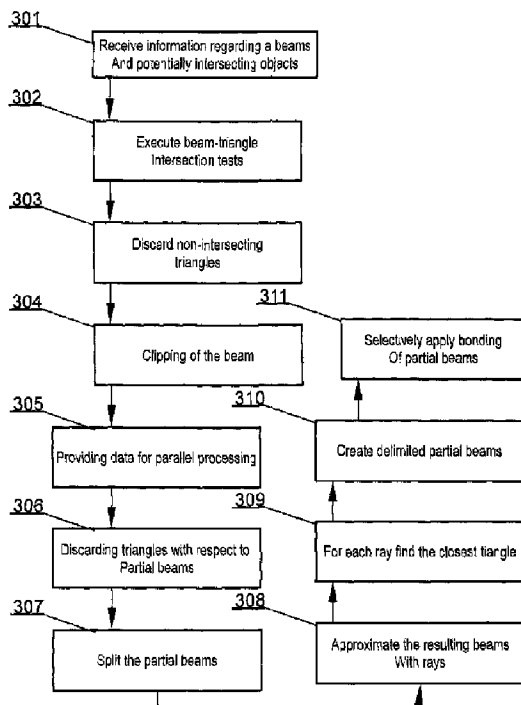 301
Receive information regarding a beams
And potentially intersecting objects
302
Execute beam-triangle
Intersection tests
303
Discard non-intersecting
triangles
304
Clipping of the beam
305
Providing data for parallel processing
306
Discarding triangles with respect to
Partial beams
307
Split the partial beams
308
Approximate the resulting beams
With rays
309
For each ray find the closest tiangle
310
Create delimited partial beams
311
Selectively apply bonding
Of partial beams